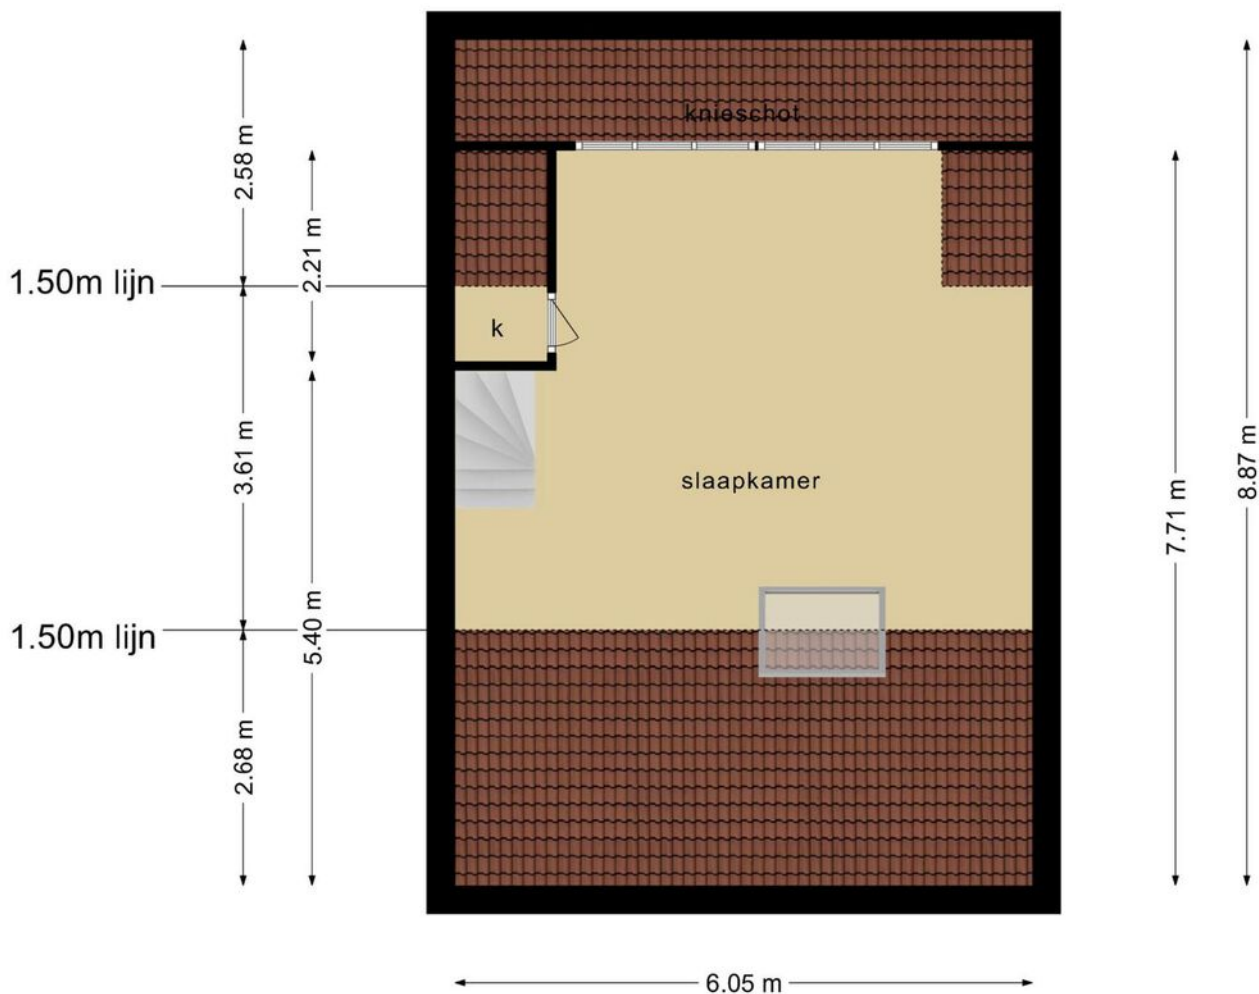 knieschot
2.58 m
2.21 m
1.50m lijn
k
3.61 m
slaapkamer
8.87 m
7.71 m
5.40 m
1.50m lijn
2.68 m
6.05 m